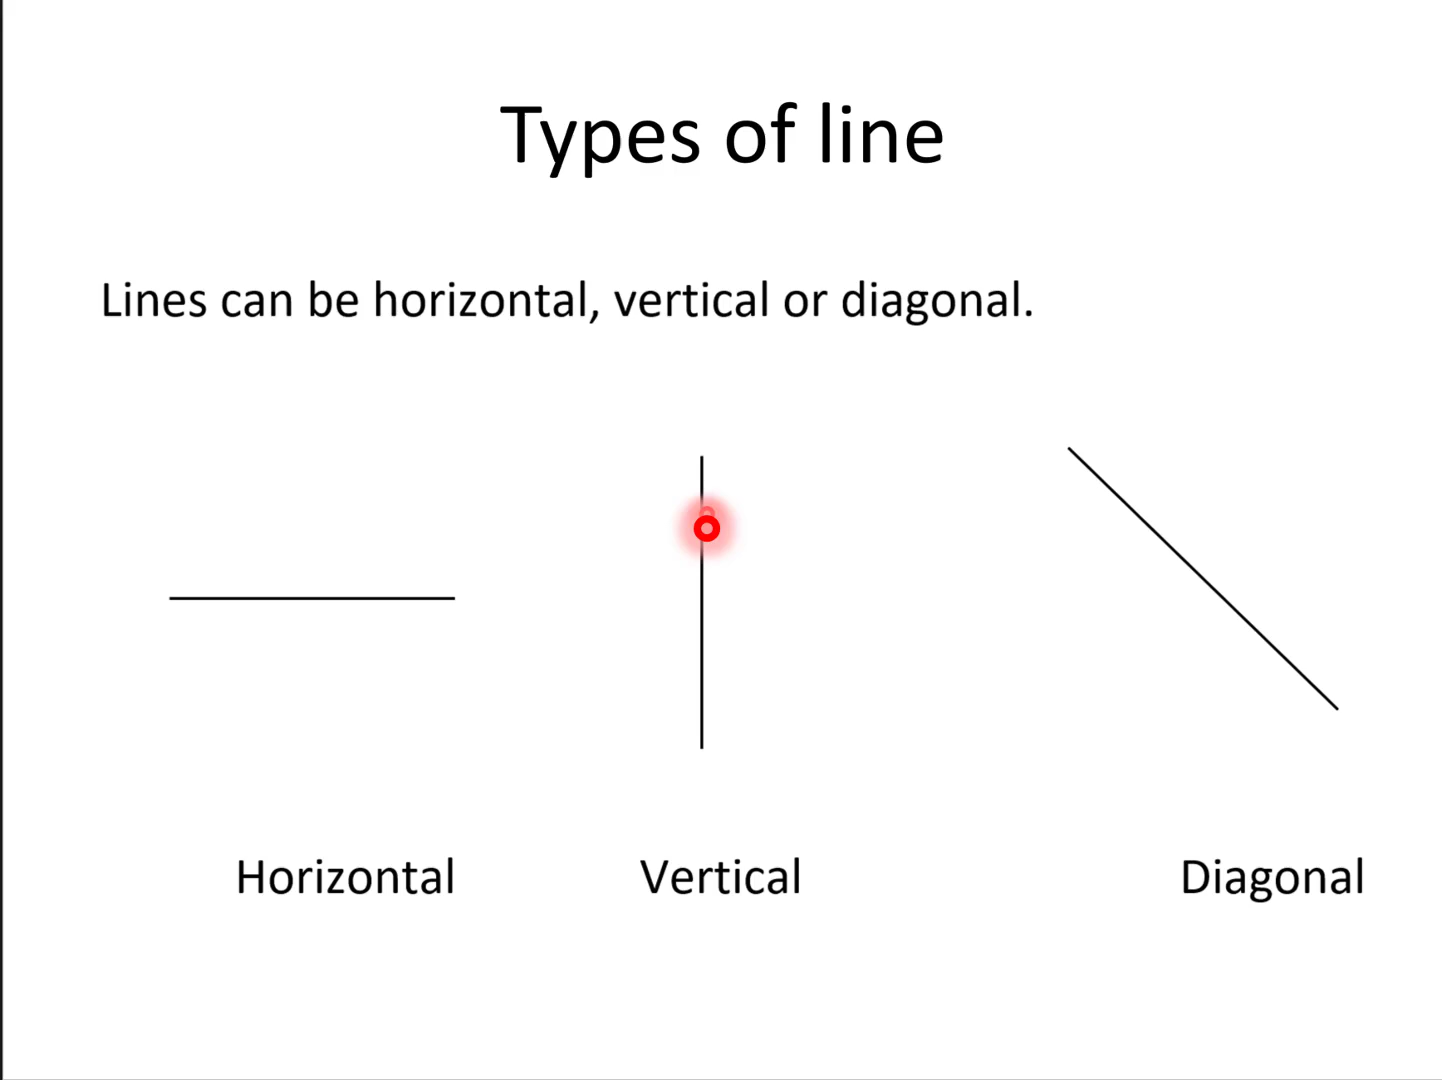 Types of line
Lines can be horizontal, vertical or diagonal.
Horizontal Vertical Diagonal